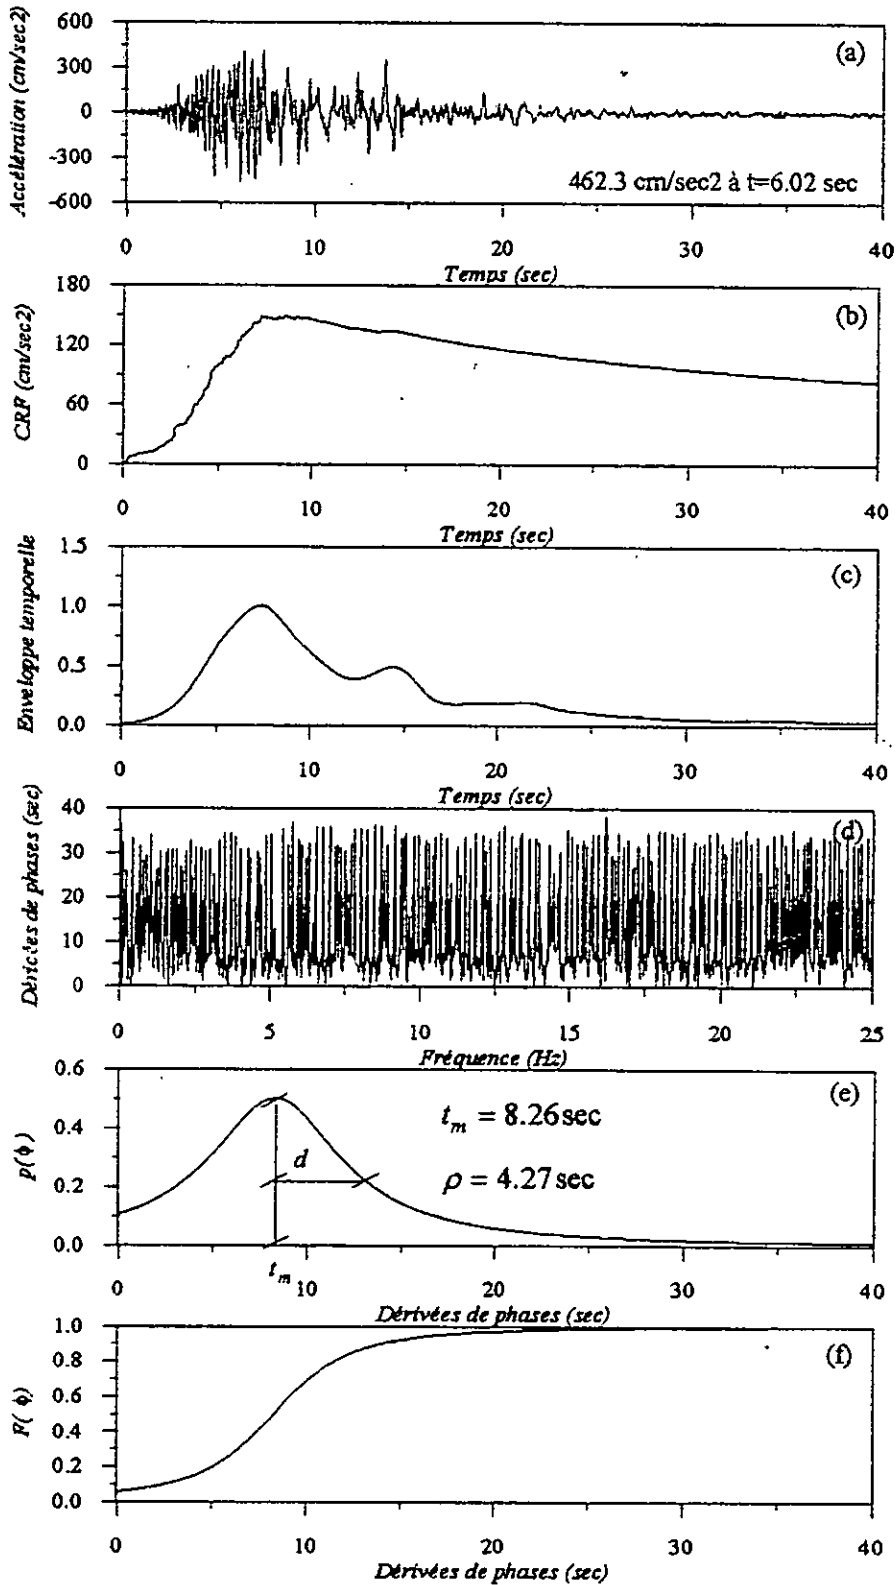 Accélération (cm/sec2)
600
300
0
-300
-600
(a)
462.3 cm/sec2 à t=6.02 sec
0 10 20 30 40
Temps (sec)
CRF (cm/sec2)
180
120
60
0
(b)
0 10 20 30 40
Temps (sec)
Enveloppe temporelle
1.5
1.0
0.5
0.0
(c)
0 10 20 30 40
Temps (sec)
Dérivées de phases (sec)
40
30
20
10
0
(d)
0 5 10 15 20 25
Fréquence (Hz)
p(ϕ)
0.6
0.4
0.2
0.0
(e)
t_m = 8.26 sec
d
ρ = 4.27 sec
t_m
0 10 20 30 40
Dérivées de phases (sec)
F(ϕ)
1.0
0.8
0.6
0.4
0.2
0.0
(f)
0 10 20 30 40
Dérivées de phases (sec)